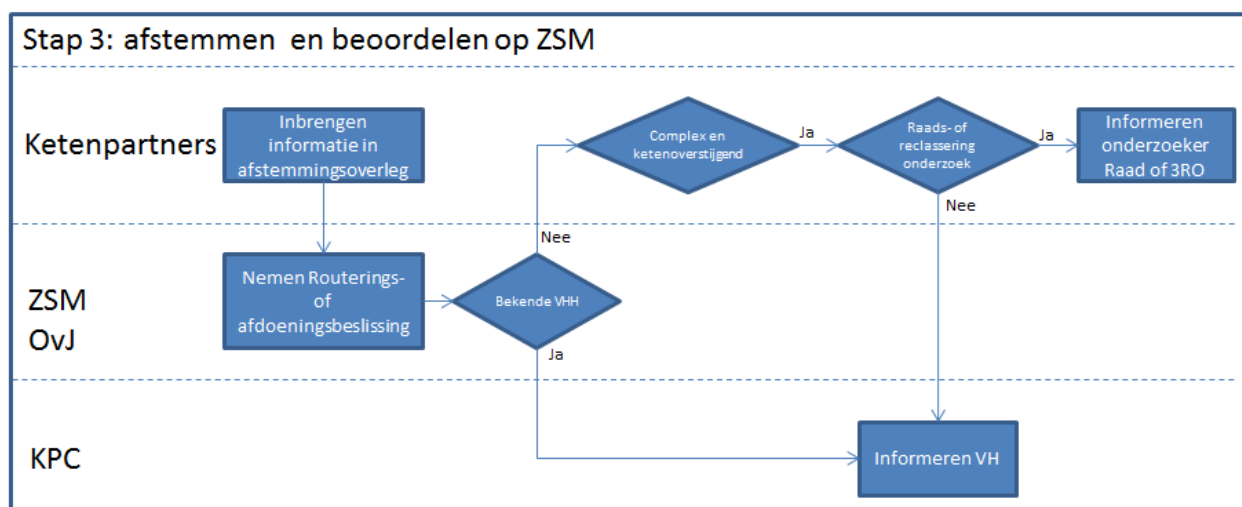 Stap 3: afstemmen en beoordelen op ZSM
Ketenpartners
Inbrengen
informatie in
afstemmingsoverleg
Complex en
ketenoverstijgend
Ja
Raads- of
reclassering
onderzoek
Ja
Informeren
onderzoeker
Raad of 3RO
Nee
Nee
ZSM
OvJ
Nemen Routerings-
of
afdoeningsbeslissing
Bekende VHH
Ja
KPC
Informeren VH